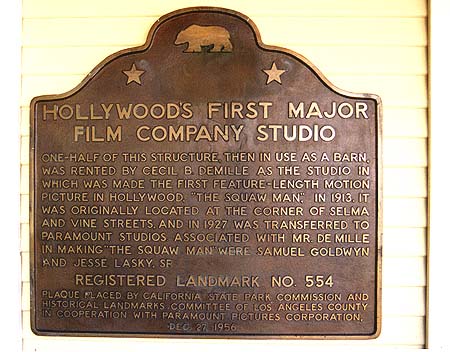 HOLLYWOOD'S FIRST MAJOR
FILM COMPANY STUDIO
ONE-HALF OF THIS STRUCTURE, THEN IN USE AS A BARN,
WAS RENTED BY CECIL B. DEMILLE AS THE STUDIO IN
WHICH WAS MADE THE FIRST FEATURE-LENGTH MOTION
PICTURE IN HOLLYWOOD, "THE SQUAW MAN," IN 1913. IT
WAS ORIGINALLY LOCATED AT THE CORNER OF SELMA
AND VINE STREETS, AND IN 1927 WAS TRANSFERRED TO
PARAMOUNT STUDIOS ASSOCIATED WITH MR. DE MILLE
IN MAKING "THE SQUAW MAN" WERE SAMUEL GOLDWYN
AND JESSE LASKY, SR.
REGISTERED LANDMARK NO. 554
PLAQUE PLACED BY CALIFORNIA STATE PARK COMMISSION AND
HISTORICAL LANDMARKS COMMITTEE OF LOS ANGELES COUNTY
IN COOPERATION WITH PARAMOUNT PICTURES CORPORATION,
DEC. 27, 1956